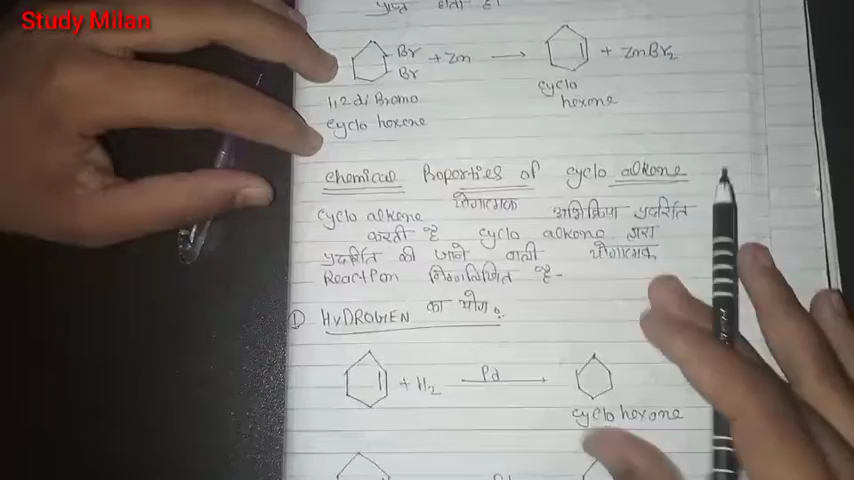 Study Milan
प्राप्त होता है।
Br
+ Zn → + ZnBr₂
Br
1,2 di Bromo
cyclo hexene
cyclo
hexene
chemical Properties of cyclo alkene
cyclo alkene योगात्मक अभिक्रिया प्रदर्शित
करती है cyclo alkene द्वारा
प्रदर्शित की जाने वाली योगात्मक
Reaction निम्नलिखित है-
① HYDROGEN का योग
+ H₂ Pd →
cyclo hexene